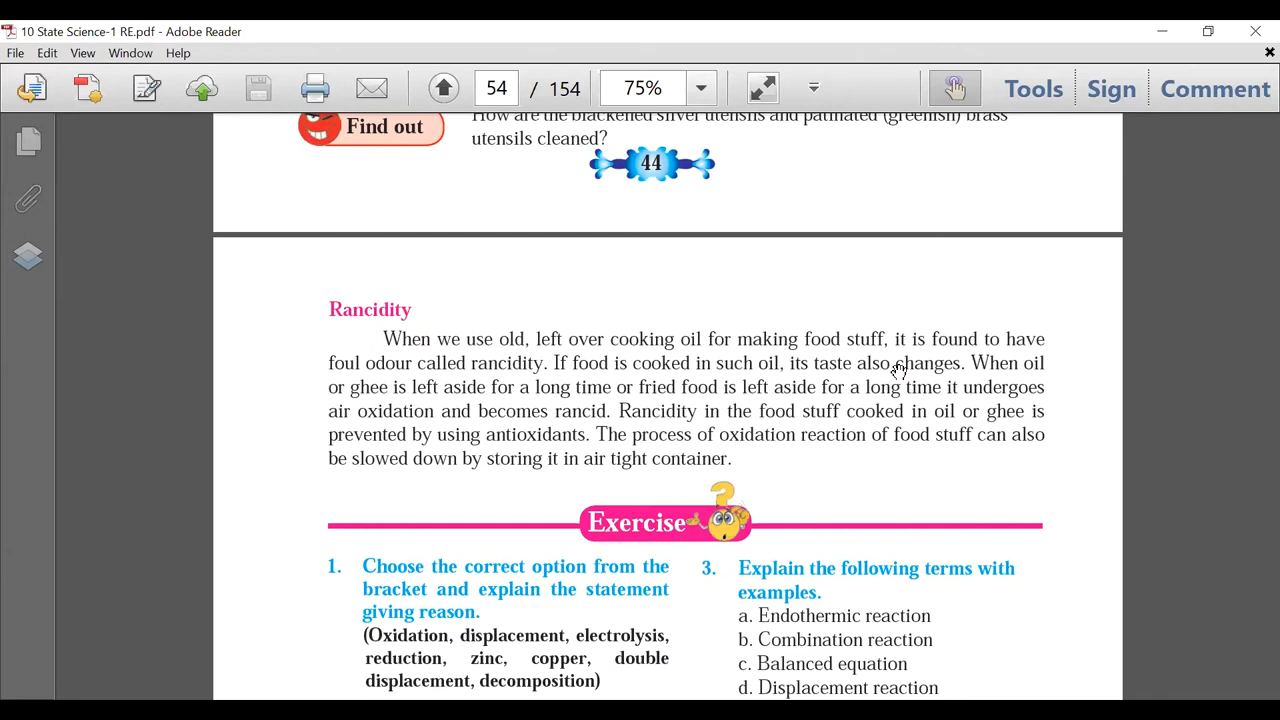 10 State Science-1 RE.pdf - Adobe Reader
File Edit View Window Help
54 / 154 75% Tools Sign Comment
How are the blackened silver utensils and patinated (greenish) brass
Find out
utensils cleaned?
44
Rancidity
When we use old, left over cooking oil for making food stuff, it is found to have
foul odour called rancidity. If food is cooked in such oil, its taste also changes. When oil
or ghee is left aside for a long time or fried food is left aside for a long time it undergoes
air oxidation and becomes rancid. Rancidity in the food stuff cooked in oil or ghee is
prevented by using antioxidants. The process of oxidation reaction of food stuff can also
be slowed down by storing it in air tight container.
Exercise
1. Choose the correct option from the
bracket and explain the statement
giving reason.
(Oxidation, displacement, electrolysis,
reduction, zinc, copper, double
displacement, decomposition)
3. Explain the following terms with
examples.
a. Endothermic reaction
b. Combination reaction
c. Balanced equation
d. Displacement reaction